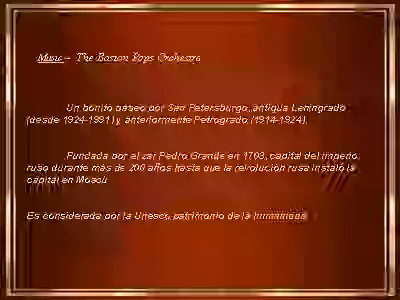 Music – The Boston Pops Orchestra
Un bonito paseo por San Petersburgo, antigua Leningrado
(desde 1924-1991) y anteriormente Petrogrado (1914-1924).
Fundada por el zar Pedro Grande en 1703, capital del Imperio
ruso durante más de 200 años hasta que la revolución rusa instaló la
capital en Moscú
Es considerada por la Unesco, patrimonio de la humanidad